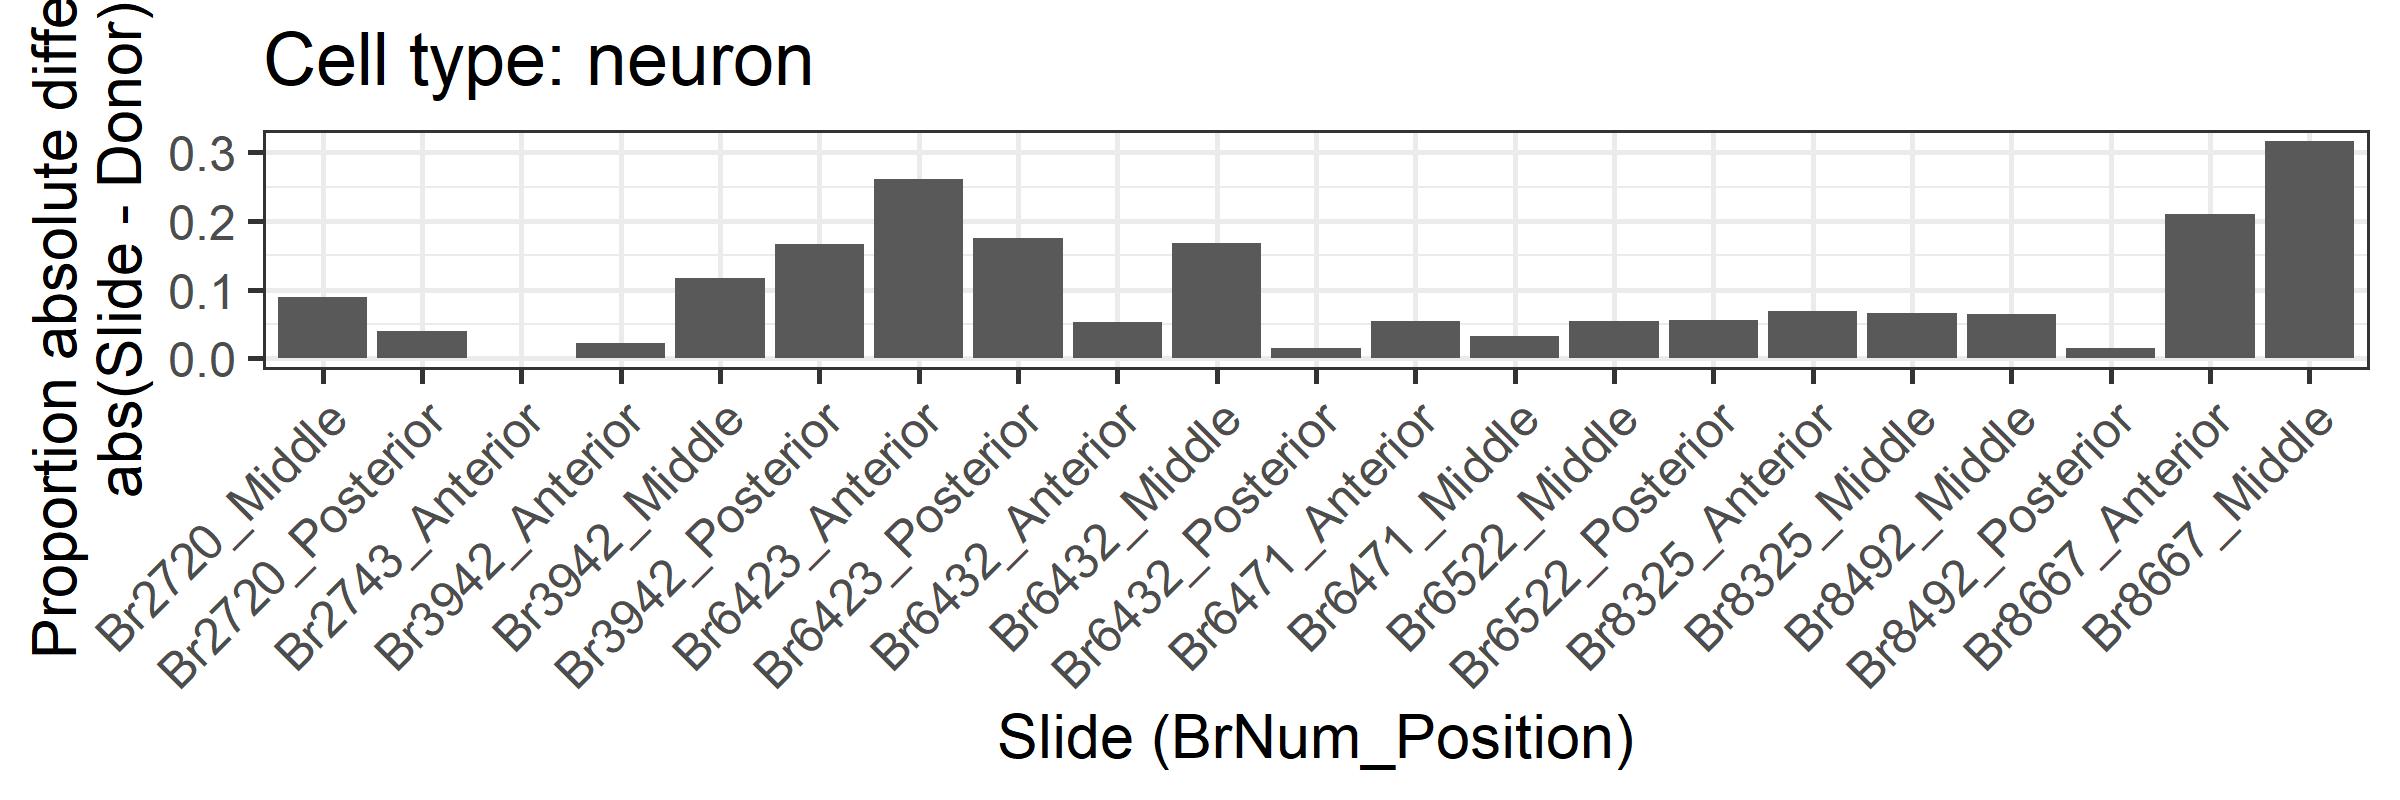 Cell type: neuron
Proportion absolute diffe
abs(Slide - Donor)
0.3
0.2
0.1
0.0
Br2720_Middle
Br2720_Posterior
Br2743_Anterior
Br3942_Anterior
Br3942_Middle
Br3942_Posterior
Br6423_Anterior
Br6423_Posterior
Br6432_Anterior
Br6432_Middle
Br6432_Posterior
Br6471_Anterior
Br6471_Middle
Br6522_Middle
Br6522_Posterior
Br8325_Anterior
Br8325_Middle
Br8492_Middle
Br8492_Posterior
Br8667_Anterior
Br8667_Middle
Slide (BrNum_Position)